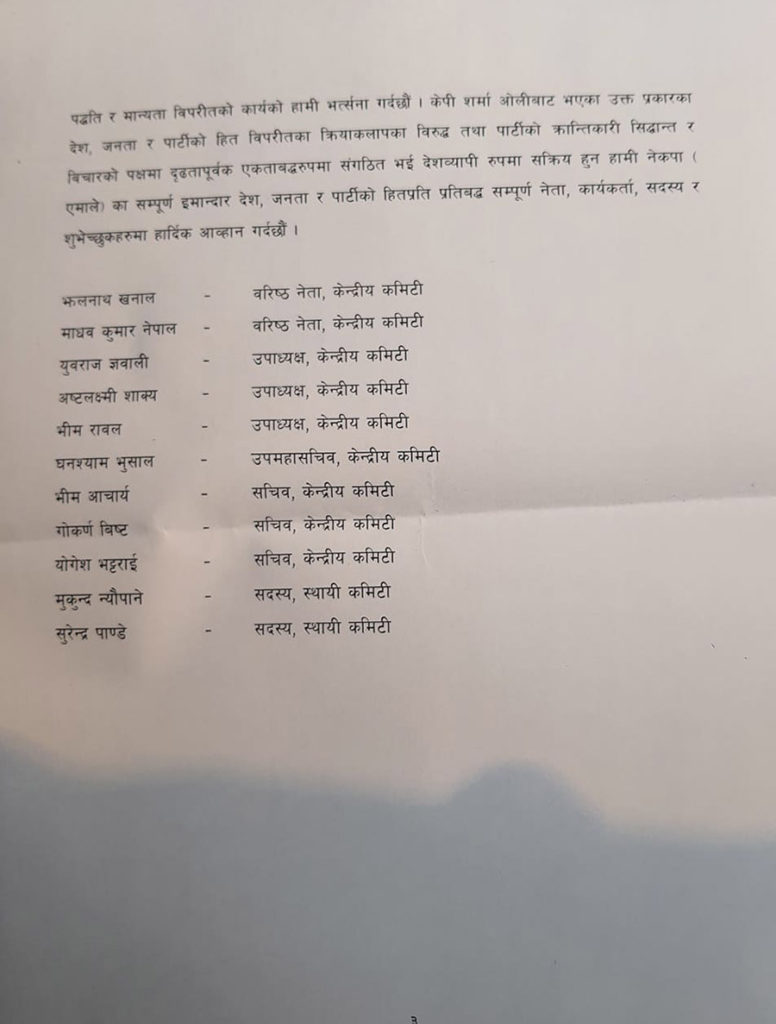 पद्धति र मान्यता विपरीतको कार्यको हामी भर्त्सना गर्दछौं । केपी शर्मा ओलीबाट भएका उक्त प्रकारका
देश, जनता र पार्टीको हित विपरीतका क्रियाकलापका विरुद्ध तथा पार्टीको क्रान्तिकारी सिद्धान्त र
विचारको पक्षमा दृढतापूर्वक एकताबद्धरुपमा संगठित भई देशव्यापी रुपमा सक्रिय हुन हामी नेकपा (
एमाले) का सम्पूर्ण इमान्दार देश, जनता र पार्टीको हितप्रति प्रतिबद्ध सम्पूर्ण नेता, कार्यकर्ता, सदस्य र
शुभेच्छुकहरुमा हार्दिक आव्हान गर्दछौं ।
झलनाथ खनाल - वरिष्ठ नेता, केन्द्रीय कमिटी
माधव कुमार नेपाल - वरिष्ठ नेता, केन्द्रीय कमिटी
युवराज ज्ञवाली - उपाध्यक्ष, केन्द्रीय कमिटी
अष्टलक्ष्मी शाक्य - उपाध्यक्ष, केन्द्रीय कमिटी
भीम रावल - उपाध्यक्ष, केन्द्रीय कमिटी
घनश्याम भुसाल - उपमहासचिव, केन्द्रीय कमिटी
भीम आचार्य - सचिव, केन्द्रीय कमिटी
गोकर्ण बिष्ट - सचिव, केन्द्रीय कमिटी
योगेश भट्टराई - सचिव, केन्द्रीय कमिटी
मुकुन्द न्यौपाने - सदस्य, स्थायी कमिटी
सुरेन्द्र पाण्डे - सदस्य, स्थायी कमिटी
३